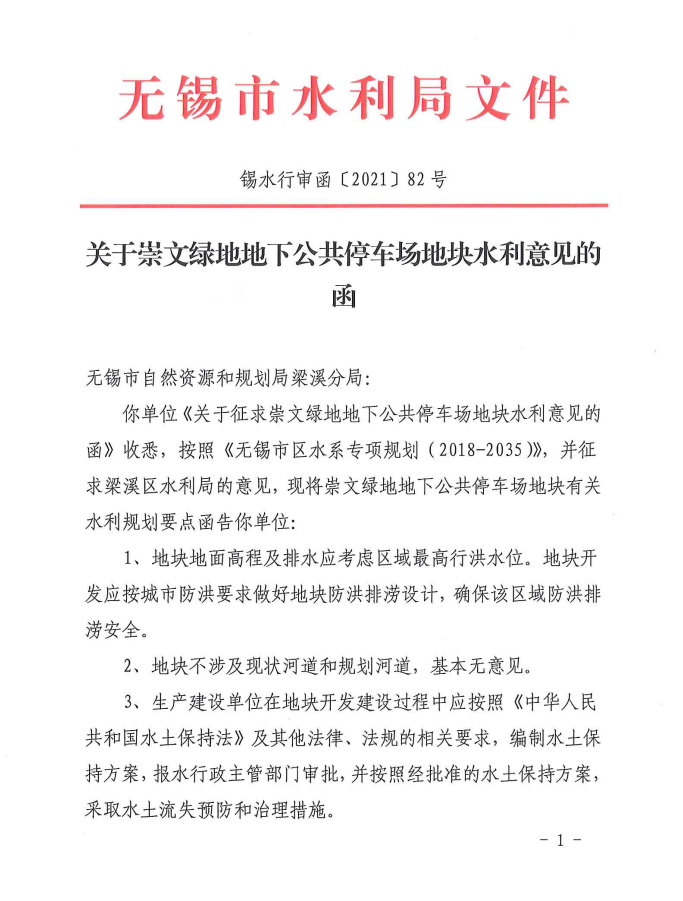 无锡市水利局文件
锡水行审函〔2021〕82号
关于崇文绿地地下公共停车场地块水利意见的
函
无锡市自然资源和规划局梁溪分局：
你单位《关于征求崇文绿地地下公共停车场地块水利意见的
函》收悉，按照《无锡市区水系专项规划（2018-2035）》，并征
求梁溪区水利局的意见，现将崇文绿地地下公共停车场地块有关
水利规划要点函告你单位：
1、地块地面高程及排水应考虑区域最高行洪水位。地块开
发应按城市防洪要求做好地块防洪排涝设计，确保该区域防洪排
涝安全。
2、地块不涉及现状河道和规划河道，基本无意见。
3、生产建设单位在地块开发建设过程中应按照《中华人民
共和国水土保持法》及其他法律、法规的相关要求，编制水土保
持方案，报水行政主管部门审批，并按照经批准的水土保持方案，
采取水土流失预防和治理措施。
- 1 -